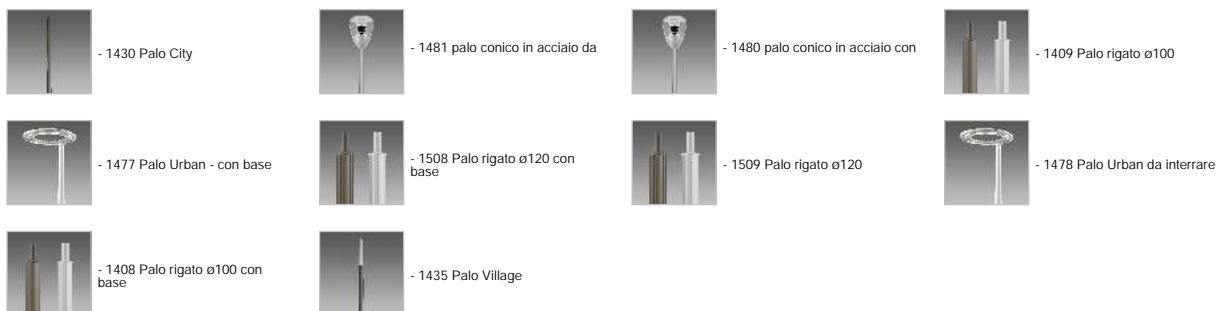 - 1430 Palo City
- 1481 palo conico in acciaio da
- 1480 palo conico in acciaio con
- 1409 Palo rigato ø100
- 1477 Palo Urban - con base
- 1508 Palo rigato ø120 con
base
- 1509 Palo rigato ø120
- 1478 Palo Urban da interrare
- 1408 Palo rigato ø100 con
base
- 1435 Palo Village